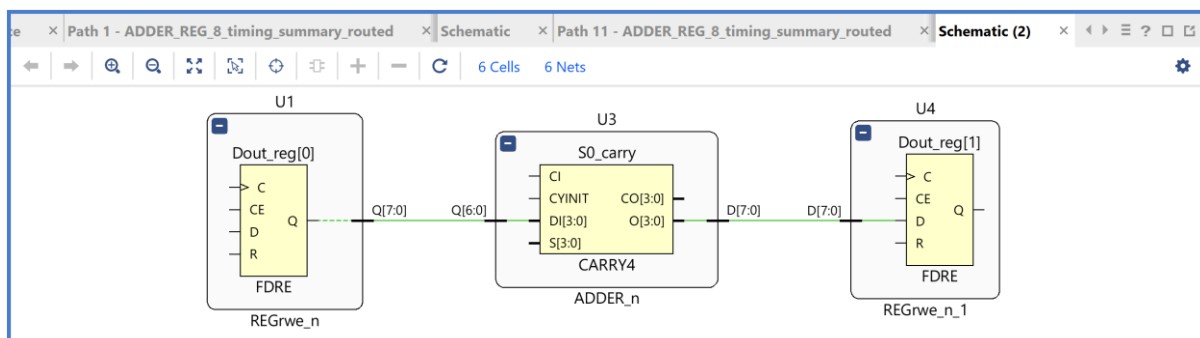 ce × Path 1 - ADDER_REG_8_timing_summary_routed × Schematic × Path 11 - ADDER_REG_8_timing_summary_routed × Schematic (2) × ?
6 Cells 6 Nets
U1
Dout_reg[0]
C
CE
D
R
Q
FDRE
REGrwe_n
Q[7:0]
Q[6:0]
U3
S0_carry
CI
CYINIT
DI[3:0]
S[3:0]
CO[3:0]
O[3:0]
CARRY4
ADDER_n
D[7:0]
D[7:0]
U4
Dout_reg[1]
C
CE
D
R
Q
FDRE
REGrwe_n_1